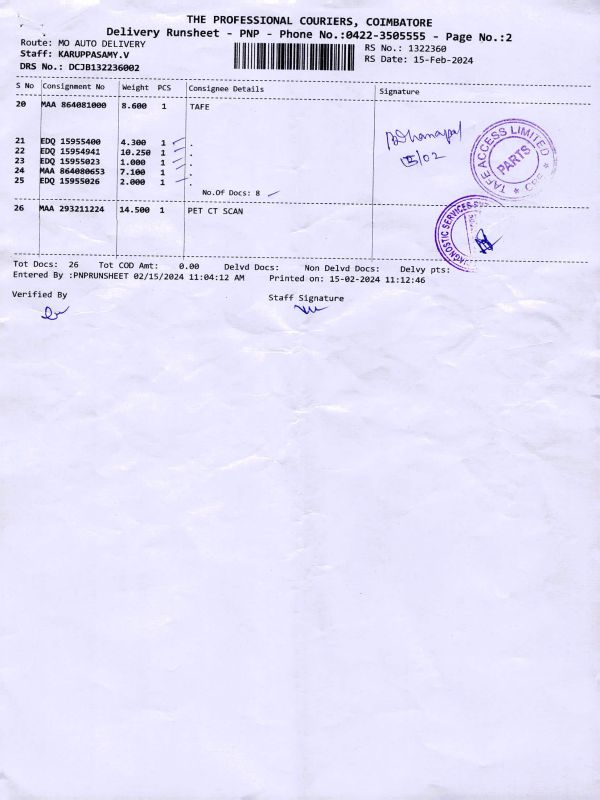 THE PROFESSIONAL COURIERS, COIMBATORE
Delivery Runsheet - PNP - Phone No.:0422-3505555 - Page No.:2
Route: MO AUTO DELIVERY
RS No.: 1322360
Staff: KARUPPASAMY.V
RS Date: 15-Feb-2024
DRS No.: DCJB132236002
S No Consignment No Weight PCS Consignee Details Signature
20 MAA 864081000 8.600 1 TAFE
21 EDQ 15955400 4.300 1 .
22 EDQ 15954941 10.250 1 .
23 EDQ 15955023 1.000 1 .
24 MAA 864080653 7.100 1 .
25 EDQ 15955026 2.000 1 .
No.Of Docs: 8
TAFE ACCESS LIMITED
PARTS
26 MAA 293211224 14.500 1 PET CT SCAN
Tot Docs: 26 Tot COD Amt: 0.00 Delvd Docs: Non Delvd Docs: Delvy pts:
Entered By :PNPRUNSHEET 02/15/2024 11:04:12 AM Printed on: 15-02-2024 11:12:46
Verified By
Staff Signature